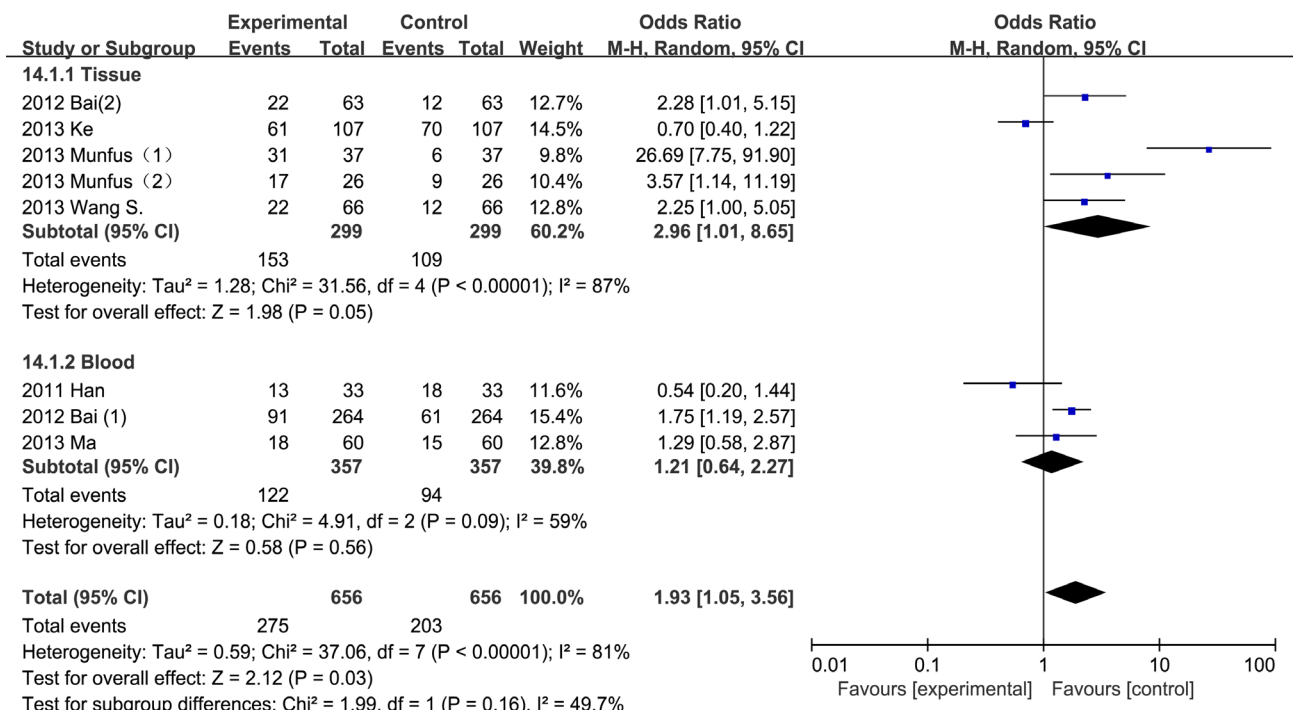 Experimental Control Odds Ratio Odds Ratio
Study or Subgroup Events Total Events Total Weight M-H, Random, 95% CI M-H, Random, 95% CI
14.1.1 Tissue
2012 Bai(2) 22 63 12 63 12.7% 2.28 [1.01, 5.15]
2013 Ke 61 107 70 107 14.5% 0.70 [0.40, 1.22]
2013 Munfus（1） 31 37 6 37 9.8% 26.69 [7.75, 91.90]
2013 Munfus（2） 17 26 9 26 10.4% 3.57 [1.14, 11.19]
2013 Wang S. 22 66 12 66 12.8% 2.25 [1.00, 5.05]
Subtotal (95% CI) 299 299 60.2% 2.96 [1.01, 8.65]
Total events 153 109
Heterogeneity: Tau² = 1.28; Chi² = 31.56, df = 4 (P < 0.00001); I² = 87%
Test for overall effect: Z = 1.98 (P = 0.05)
14.1.2 Blood
2011 Han 13 33 18 33 11.6% 0.54 [0.20, 1.44]
2012 Bai (1) 91 264 61 264 15.4% 1.75 [1.19, 2.57]
2013 Ma 18 60 15 60 12.8% 1.29 [0.58, 2.87]
Subtotal (95% CI) 357 357 39.8% 1.21 [0.64, 2.27]
Total events 122 94
Heterogeneity: Tau² = 0.18; Chi² = 4.91, df = 2 (P = 0.09); I² = 59%
Test for overall effect: Z = 0.58 (P = 0.56)
Total (95% CI) 656 656 100.0% 1.93 [1.05, 3.56]
Total events 275 203
Heterogeneity: Tau² = 0.59; Chi² = 37.06, df = 7 (P < 0.00001); I² = 81%
Test for overall effect: Z = 2.12 (P = 0.03)
Test for subgroup differences: Chi² = 1.99, df = 1 (P = 0.16), I² = 49.7%
0.01 0.1 1 10 100
Favours [experimental] Favours [control]